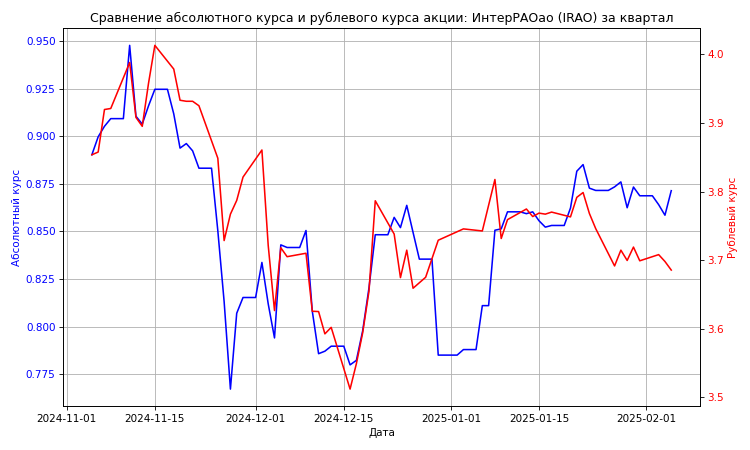 Сравнение абсолютного курса и рублевого курса акции: ИнтерРАОао (IRAO) за квартал
0.950
0.925
0.900
0.875
0.850
0.825
0.800
0.775
Абсолютный курс
4.0
3.9
3.8
3.7
3.6
3.5
Рублевый курс
2024-11-01 2024-11-15 2024-12-01 2024-12-15 2025-01-01 2025-01-15 2025-02-01
Дата